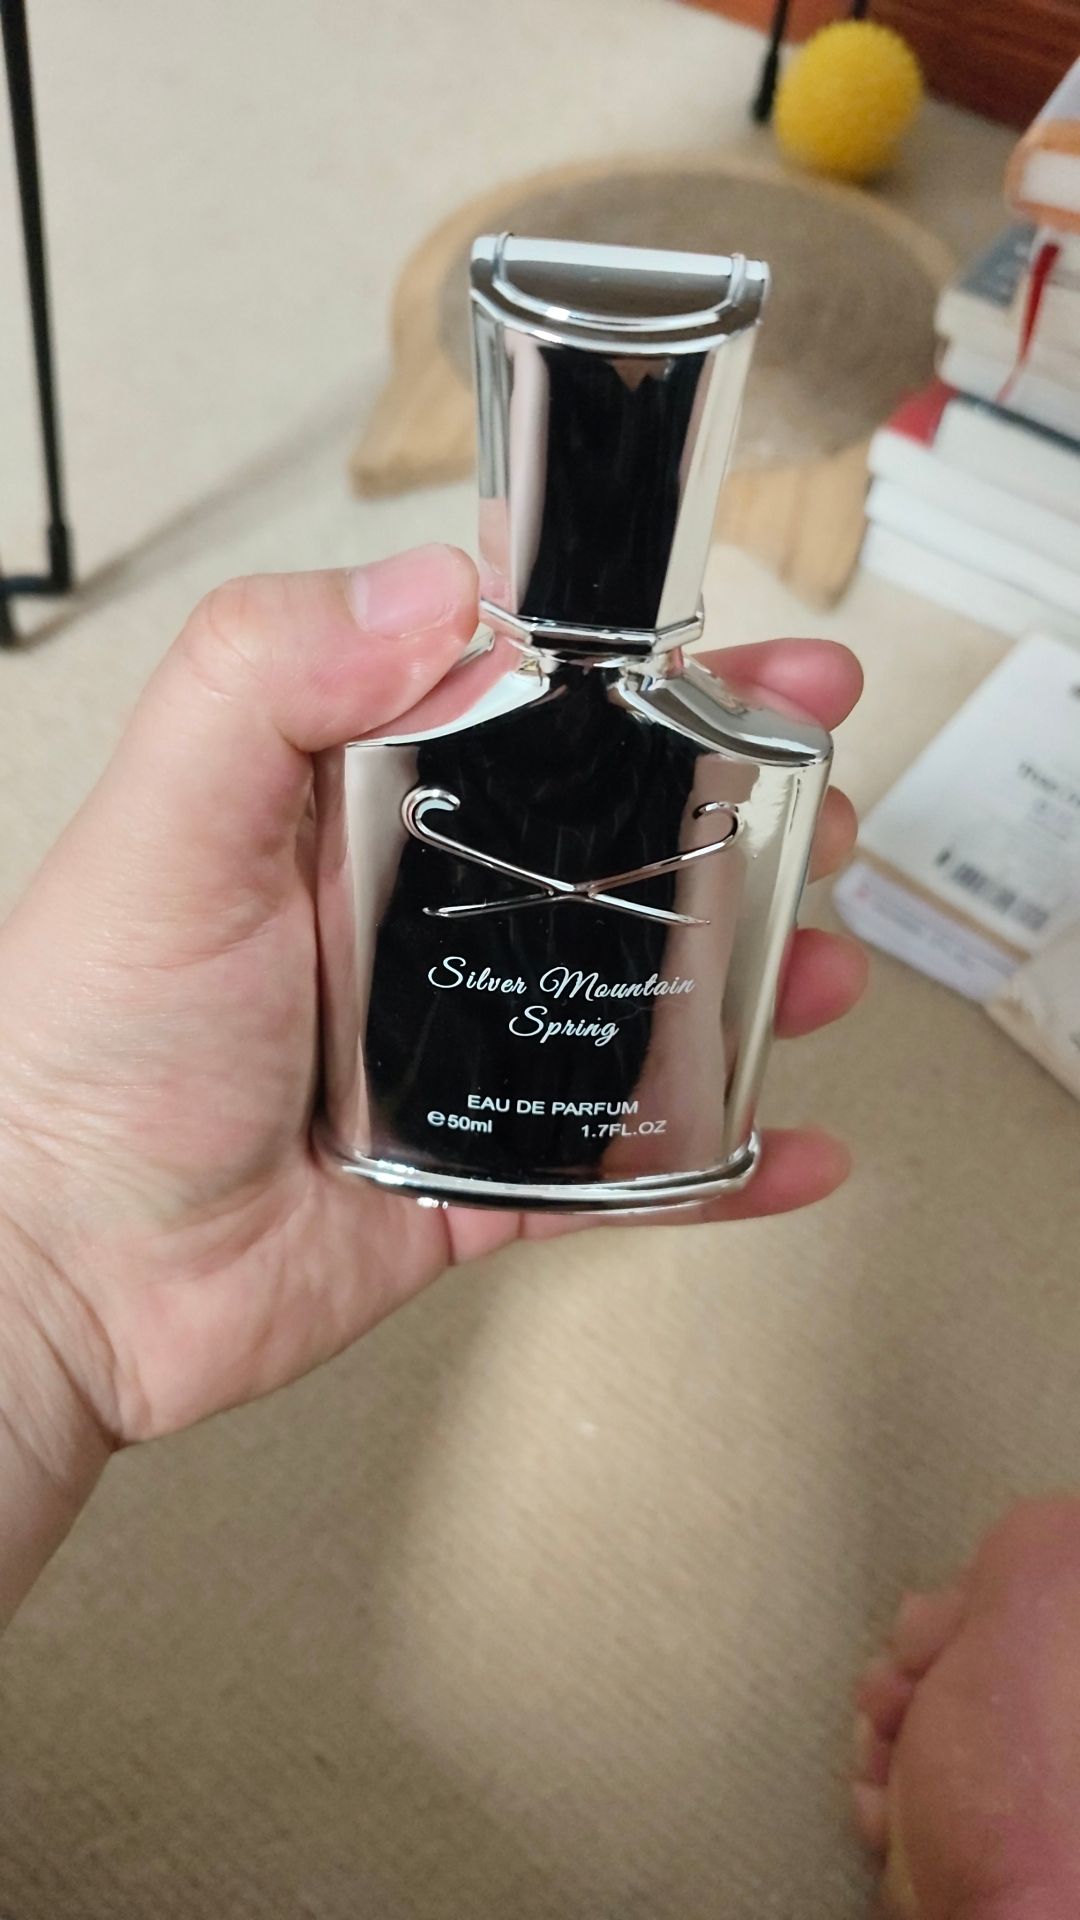 Silver Mountain
Spring
EAU DE PARFUM
℮50ml 1.7FL.OZ